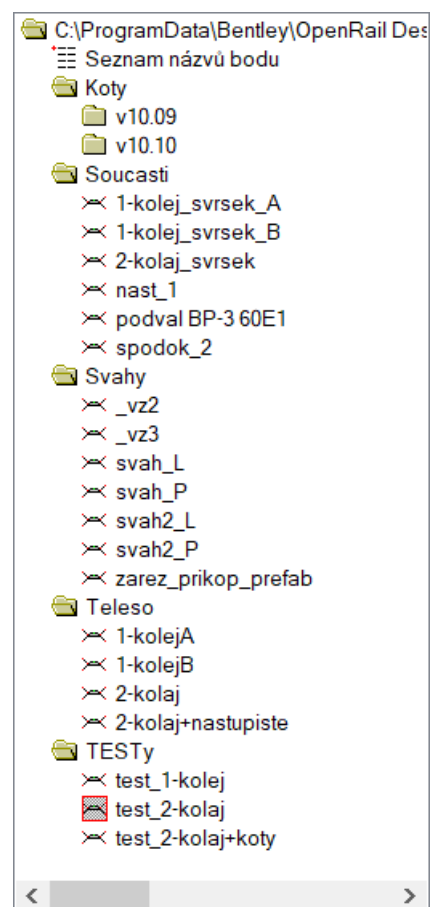 C:\ProgramData\Bentley\OpenRail Des
Seznam názvů bodu
Koty
v10.09
v10.10
Soucasti
1-kolej_svrsek_A
1-kolej_svrsek_B
2-kolaj_svrsek
nast_1
podval BP-3 60E1
spodok_2
Svahy
_vz2
_vz3
svah_L
svah_P
svah2_L
svah2_P
zarez_prikop_prefab
Teleso
1-kolejA
1-kolejB
2-kolaj
2-kolaj+nastupiste
TESTy
test_1-kolej
test_2-kolaj
test_2-kolaj+koty